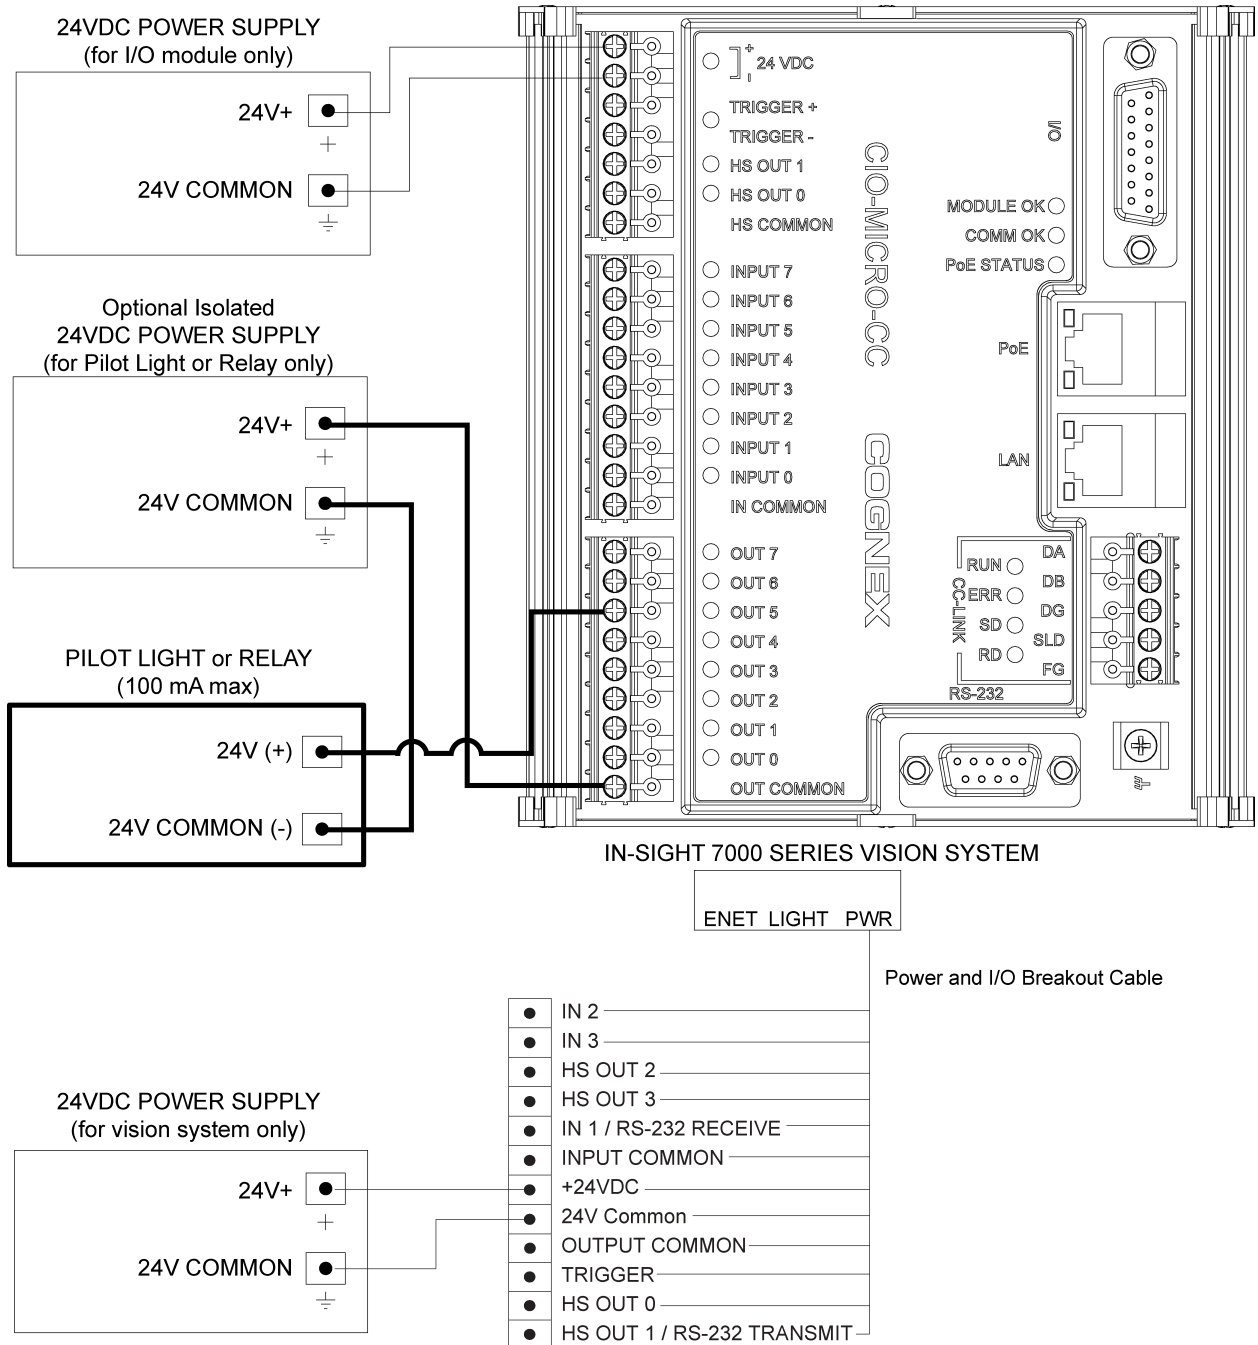 24VDC POWER SUPPLY
(for I/O module only)
24V+
24V COMMON
Optional Isolated
24VDC POWER SUPPLY
(for Pilot Light or Relay only)
24V+
24V COMMON
PILOT LIGHT or RELAY
(100 mA max)
24V (+)
24V COMMON (-)
+
24 VDC
-
TRIGGER +
TRIGGER -
HS OUT 1
HS OUT 0
HS COMMON
INPUT 7
INPUT 6
INPUT 5
INPUT 4
INPUT 3
INPUT 2
INPUT 1
INPUT 0
IN COMMON
OUT 7
OUT 6
OUT 5
OUT 4
OUT 3
OUT 2
OUT 1
OUT 0
OUT COMMON
CIO-MICRO-CC
COGNEX
I/O
MODULE OK
COMM OK
PoE STATUS
PoE
LAN
CC-LINK
RUN
ERR
SD
RD
DA
DB
DG
SLD
FG
RS-232
IN-SIGHT 7000 SERIES VISION SYSTEM
ENET LIGHT PWR
Power and I/O Breakout Cable
IN 2
IN 3
HS OUT 2
HS OUT 3
IN 1 / RS-232 RECEIVE
INPUT COMMON
+24VDC
24V Common
OUTPUT COMMON
TRIGGER
HS OUT 0
HS OUT 1 / RS-232 TRANSMIT
24VDC POWER SUPPLY
(for vision system only)
24V+
24V COMMON